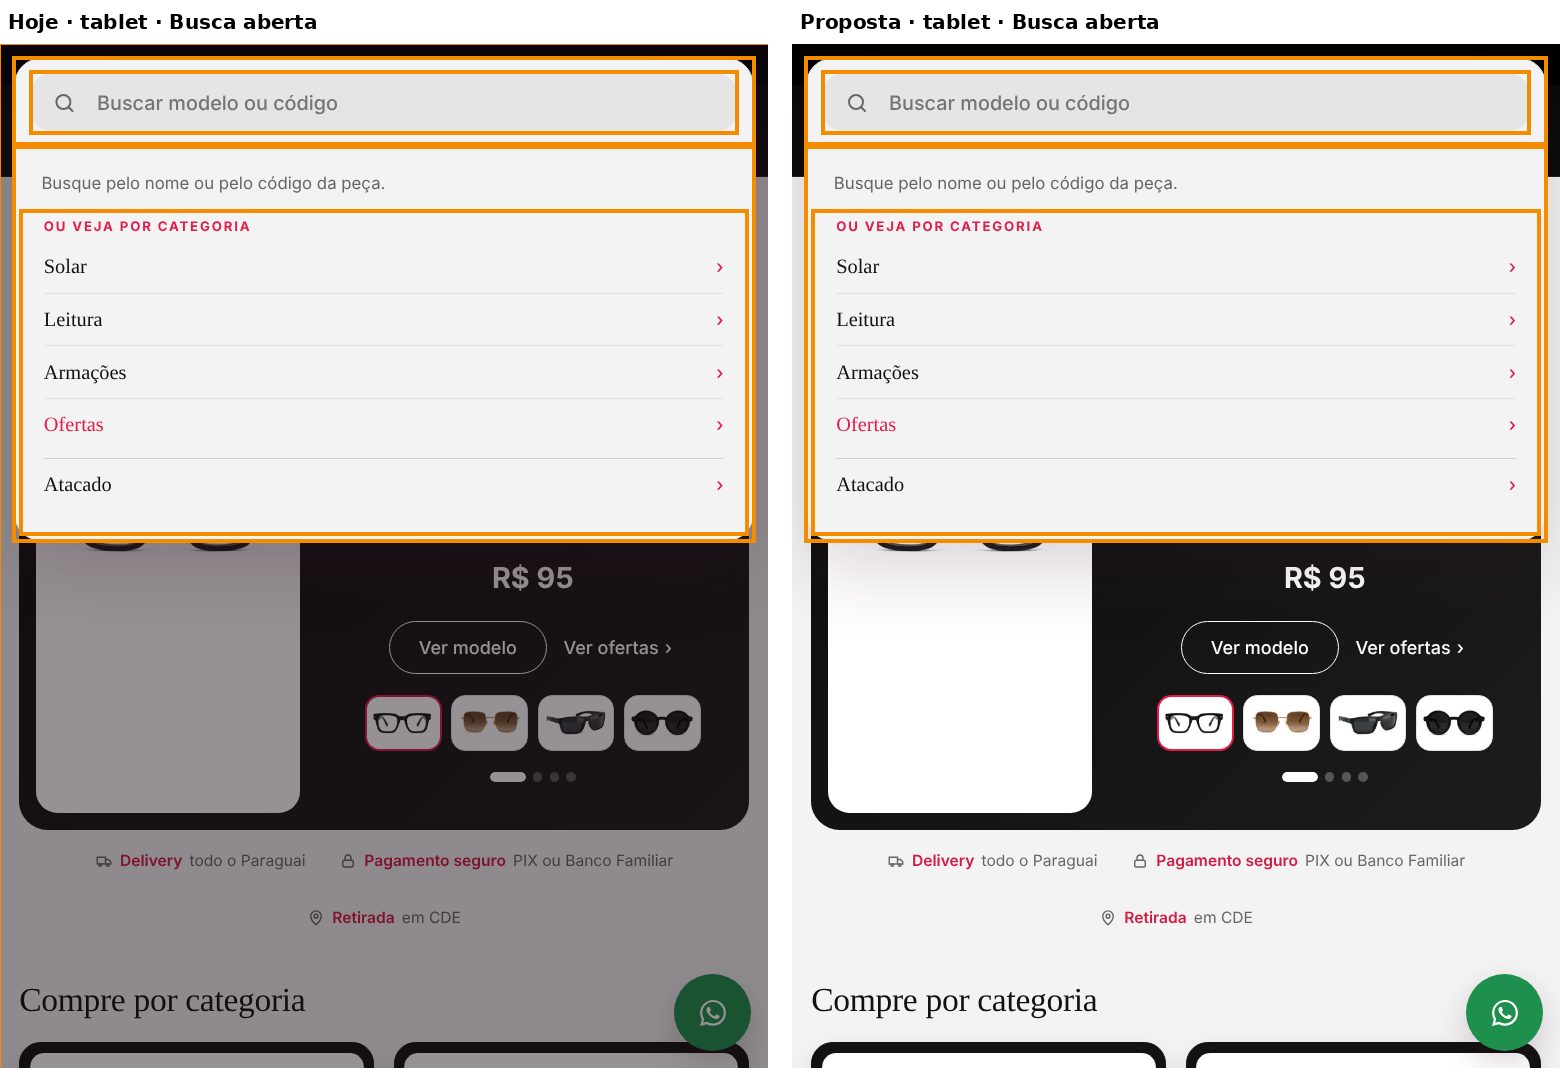 Hoje · tablet · Busca aberta
Buscar modelo ou código
Busque pelo nome ou pelo código da peça.
OU VEJA POR CATEGORIA
Solar ›
Leitura ›
Armações ›
Ofertas ›
Atacado ›
R$ 95
Ver modelo Ver ofertas ›
Delivery todo o Paraguai Pagamento seguro PIX ou Banco Familiar
Retirada em CDE
Compre por categoria
Proposta · tablet · Busca aberta
Buscar modelo ou código
Busque pelo nome ou pelo código da peça.
OU VEJA POR CATEGORIA
Solar ›
Leitura ›
Armações ›
Ofertas ›
Atacado ›
R$ 95
Ver modelo Ver ofertas ›
Delivery todo o Paraguai Pagamento seguro PIX ou Banco Familiar
Retirada em CDE
Compre por categoria